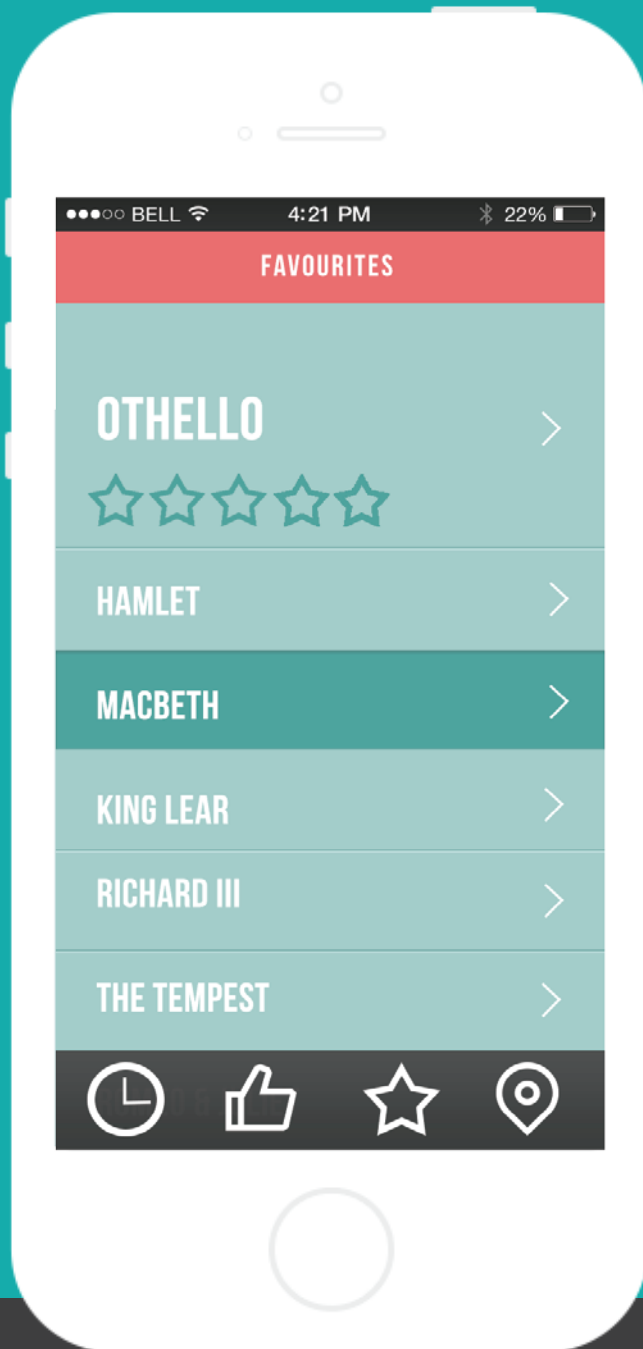 BELL 4:21 PM 22%
FAVOURITES
OTHELLO
HAMLET
MACBETH
KING LEAR
RICHARD III
THE TEMPEST